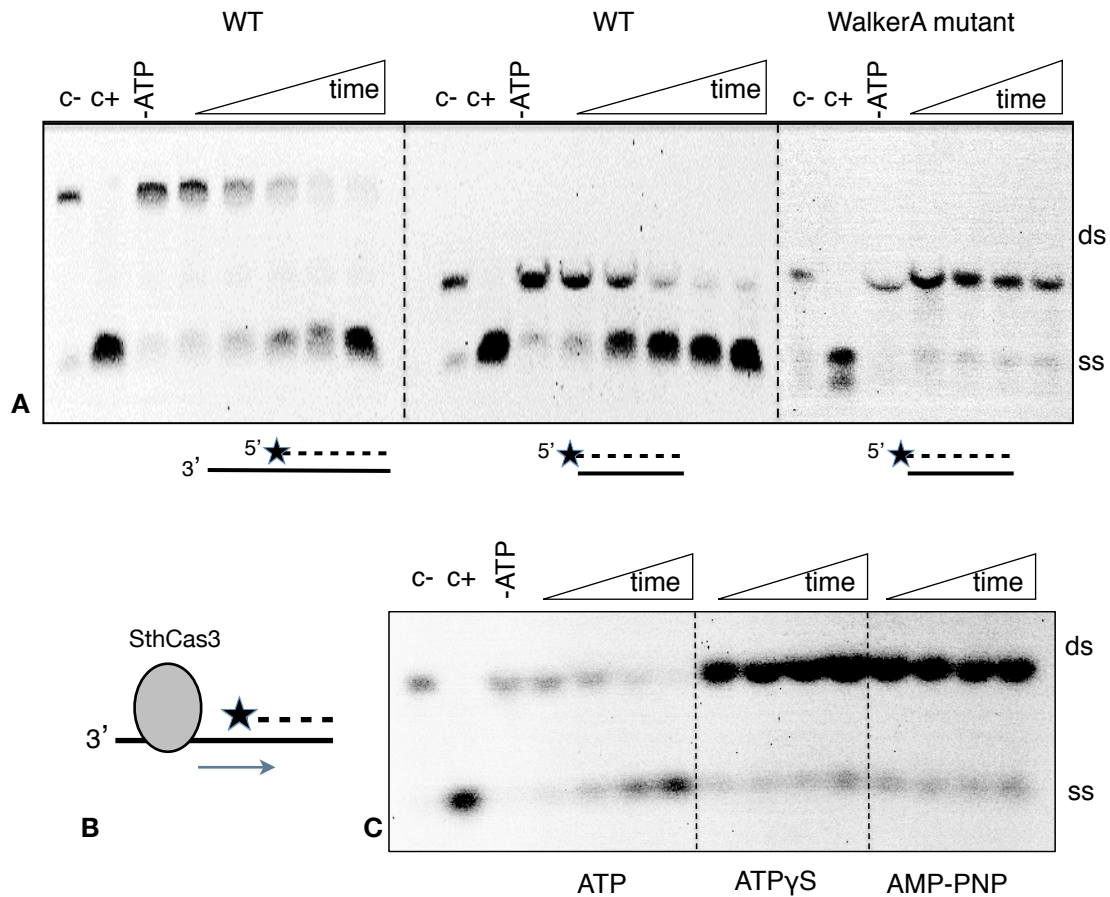 WT WT WalkerA mutant
c- c+ -ATP time c- c+ -ATP time c- c+ -ATP time
ds
ss
A
5’ 5’ 5’
3’
c- c+ -ATP time time time
SthCas3
ds
3’
ss
B C
ATP ATPγS AMP-PNP